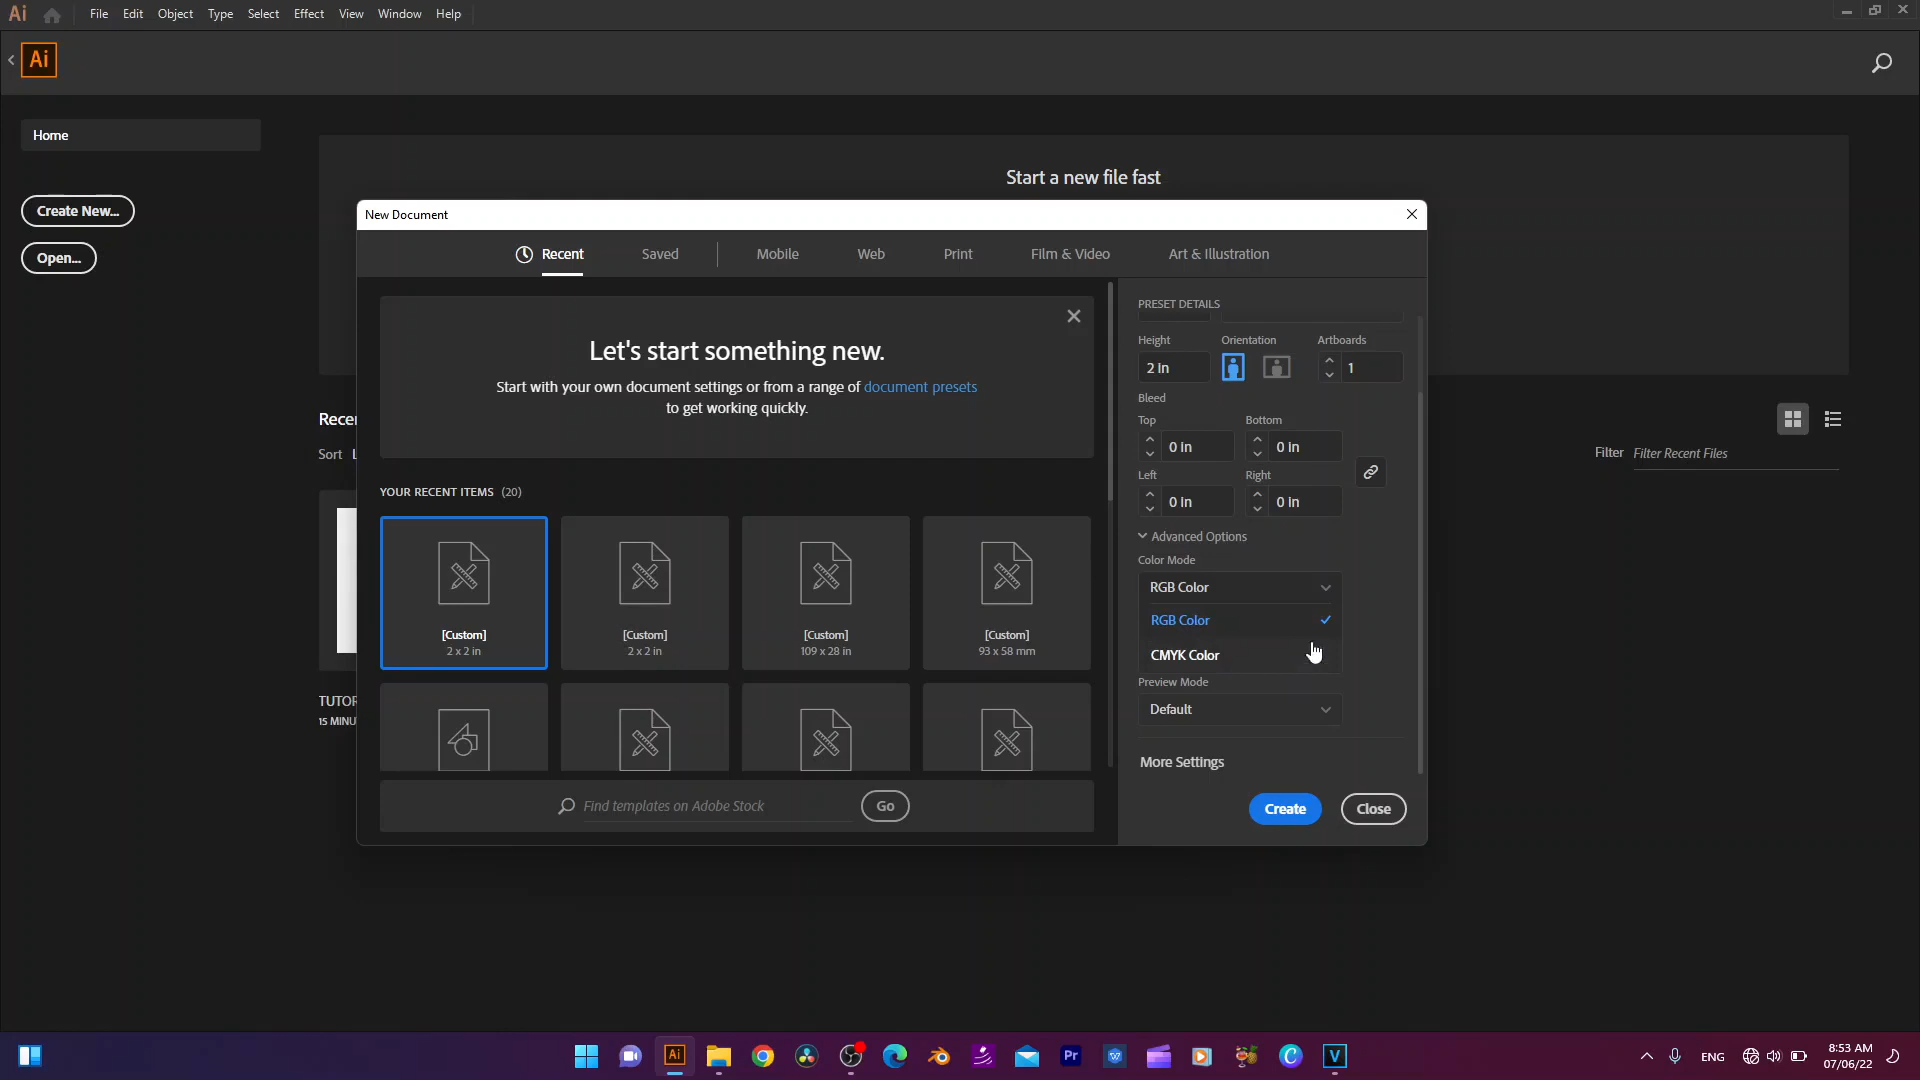 Ai
File Edit Object Type Select Effect View Window Help
Ai
Home
Create New...
Open...
Start a new file fast
New Document
Recent Saved Mobile Web Print Film & Video Art & Illustration
Let's start something new.
Start with your own document settings or from a range of document presets
to get working quickly.
YOUR RECENT ITEMS (20)
[Custom]
2 x 2 in
[Custom]
2 x 2 in
[Custom]
109 x 28 in
[Custom]
93 x 58 mm
Find templates on Adobe Stock
Go
PRESET DETAILS
Height Orientation Artboards
2 in 1
Bleed
Top Bottom
0 in 0 in
Left Right
0 in 0 in
Advanced Options
Color Mode
RGB Color
RGB Color
CMYK Color
Preview Mode
Default
More Settings
Create Close
Sort
Filter Filter Recent Files
15 MINU
Ai Pr V
ENG
8:53 AM
07/06/22